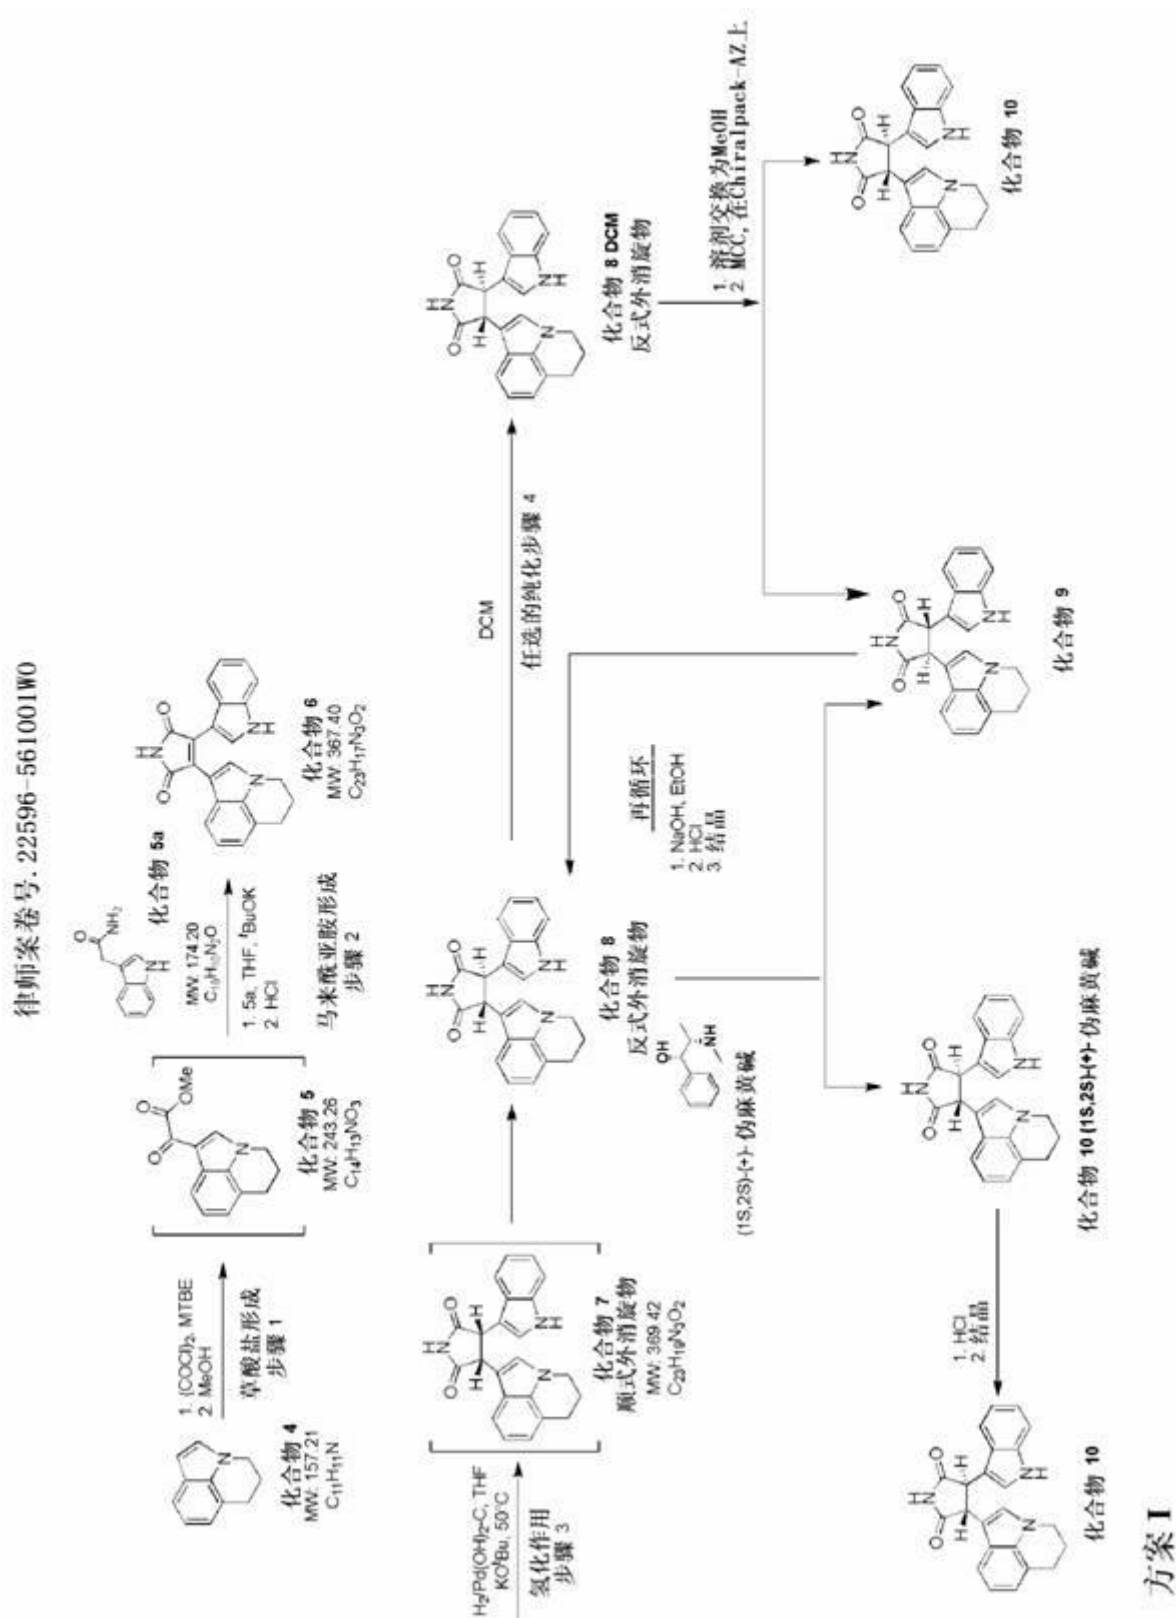 律师案卷号. 22596-561001WO
1. (COCl)₂, MTBE
2. MeOH
草酸盐形成
步骤 1
化合物 4
MW: 157.21
C₁₁H₁₁N
O
O
OMe
N
化合物 5
MW: 243.26
C₁₄H₁₃NO₃
O
NH₂
N
H
化合物 5a
MW: 174.20
C₁₀H₁₀N₂O
1. 5a, THF, ᵗBuOK
2. HCl
马来酰亚胺形成
步骤 2
化合物 6
MW: 367.40
C₂₃H₁₇N₃O₂
H₂/Pd(OH)₂-C, THF
KOᵗBu, 50°C
氢化作用
步骤 3
化合物 7
顺式外消旋物
MW: 369.42
C₂₃H₁₉N₃O₂
化合物 8
反式外消旋物
DCM
任选的纯化步骤 4
化合物 8 DCM
反式外消旋物
OH
NH
(1S,2S)-(+)-伪麻黄碱
再循环
1. NaOH, EtOH
2. HCl
3. 结晶
1. 溶剂交换为MeOH
2. MCC, 在Chiralpack-AZ上
化合物 10
化合物 9
化合物 10 (1S,2S)-(+)-伪麻黄碱
1. HCl
2. 结晶
化合物 10
方案 I